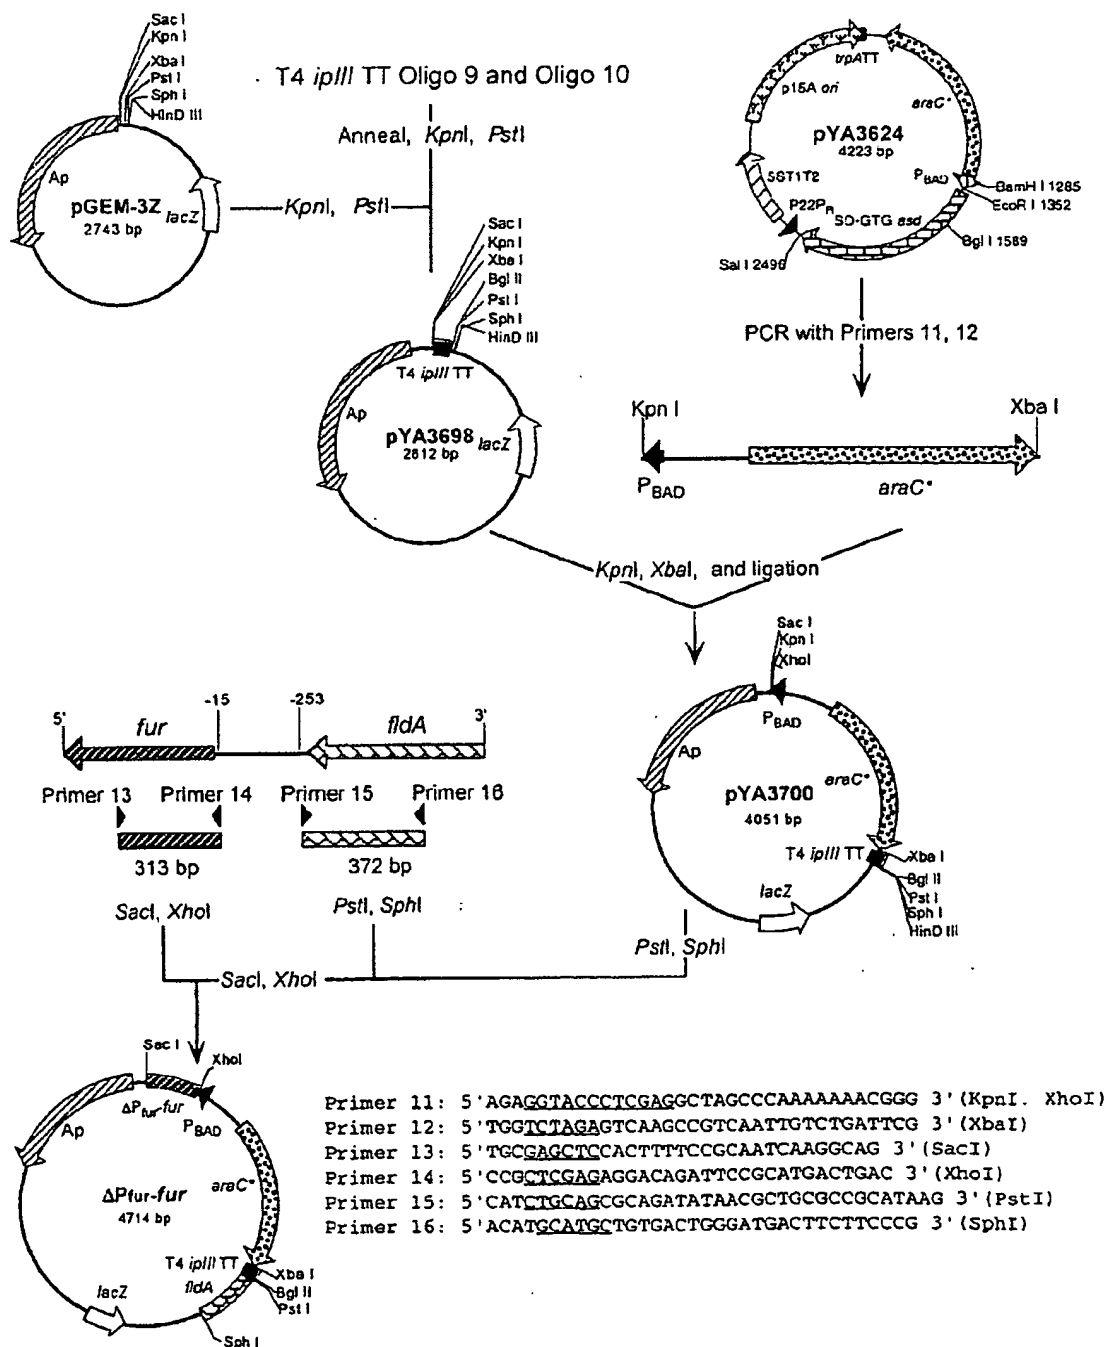 Sac I
Kpn I
Xba I
Pst I
Sph I
HinD III
Ap
pGEM-3Z
2743 bp
lacZ
T4 ipIII TT Oligo 9 and Oligo 10
Anneal, KpnI, PstI
KpnI, PstI
trpATT
p15A ori
araC*
pYA3624
4223 bp
5ST1T2
PBAD
BamH I 1285
EcoR I 1352
P22PR
SD-GTG asd
Bgl I 1589
Sal I 2496
Sac I
Kpn I
Xba I
Bgl II
Pst I
Sph I
HinD III
T4 ipIII TT
Ap
pYA3698
2812 bp
lacZ
PCR with Primers 11, 12
Kpn I
Xba I
PBAD
araC*
KpnI, XbaI, and ligation
Sac I
Kpn I
XhoI
PBAD
Ap
araC*
pYA3700
4051 bp
T4 ipIII TT
Xba I
Bgl II
Pst I
Sph I
HinD III
lacZ
5'
fur
-15
-253
fldA
3'
Primer 13
Primer 14
Primer 15
Primer 16
313 bp
372 bp
SacI, XhoI
PstI, SphI
PstI, SphI
SacI, XhoI
Sac I
XhoI
ΔPfur-fur
PBAD
Ap
araC*
ΔPfur-fur
4714 bp
T4 ipIII TT
fldA
Xba I
Bgl II
Pst I
lacZ
Sph I
Primer 11: 5'AGAGGTACCCTCGAGGCTAGCCCAAAAAAACGGG 3'(KpnI. XhoI)
Primer 12: 5'TGGTCTAGAGTCAAGCCGTCAATTGTCTGATTCG 3'(XbaI)
Primer 13: 5'TGCGAGCTCCACTTTTCCGCAATCAAGGCAG 3'(SacI)
Primer 14: 5'CCGCTCGAGAGGACAGATTCCGCATGACTGAC 3'(XhoI)
Primer 15: 5'CATCTGCAGCGCAGATATAACGCTGCGCCGCATAAG 3'(PstI)
Primer 16: 5'ACATGCATGCTGTGACTGGGATGACTTCTTCCCG 3'(SphI)